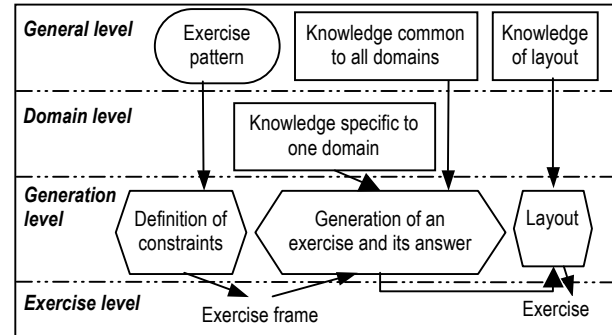 General level
Exercise
pattern
Knowledge common
to all domains
Knowledge
of layout
Domain level
Knowledge specific to
one domain
Generation
level
Definition of
constraints
Generation of an
exercise and its answer
Layout
Exercise level
Exercise frame
Exercise